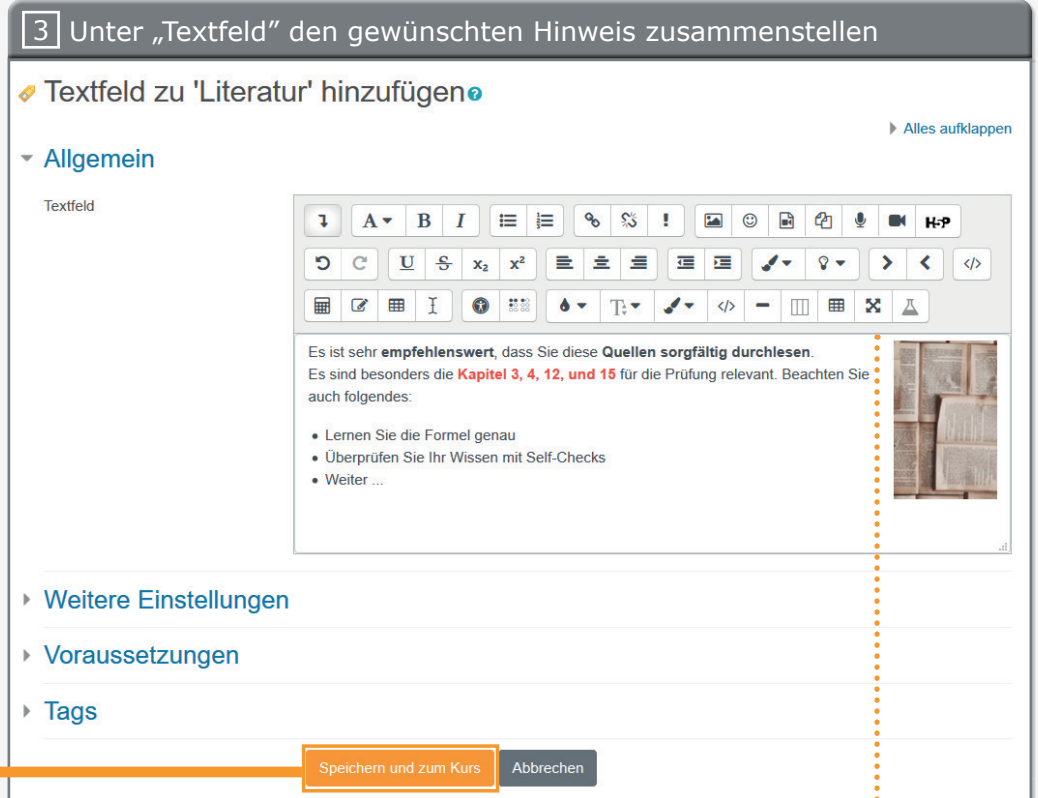 3 Unter „Textfeld” den gewünschten Hinweis zusammenstellen
Textfeld zu 'Literatur' hinzufügen
Alles aufklappen
Allgemein
Textfeld
A B I H-P
U S x₂ x²
Es ist sehr empfehlenswert, dass Sie diese Quellen sorgfältig durchlesen.
Es sind besonders die Kapitel 3, 4, 12, und 15 für die Prüfung relevant. Beachten Sie
auch folgendes:
• Lernen Sie die Formel genau
• Überprüfen Sie Ihr Wissen mit Self-Checks
• Weiter ...
Weitere Einstellungen
Voraussetzungen
Tags
Speichern und zum Kurs Abbrechen